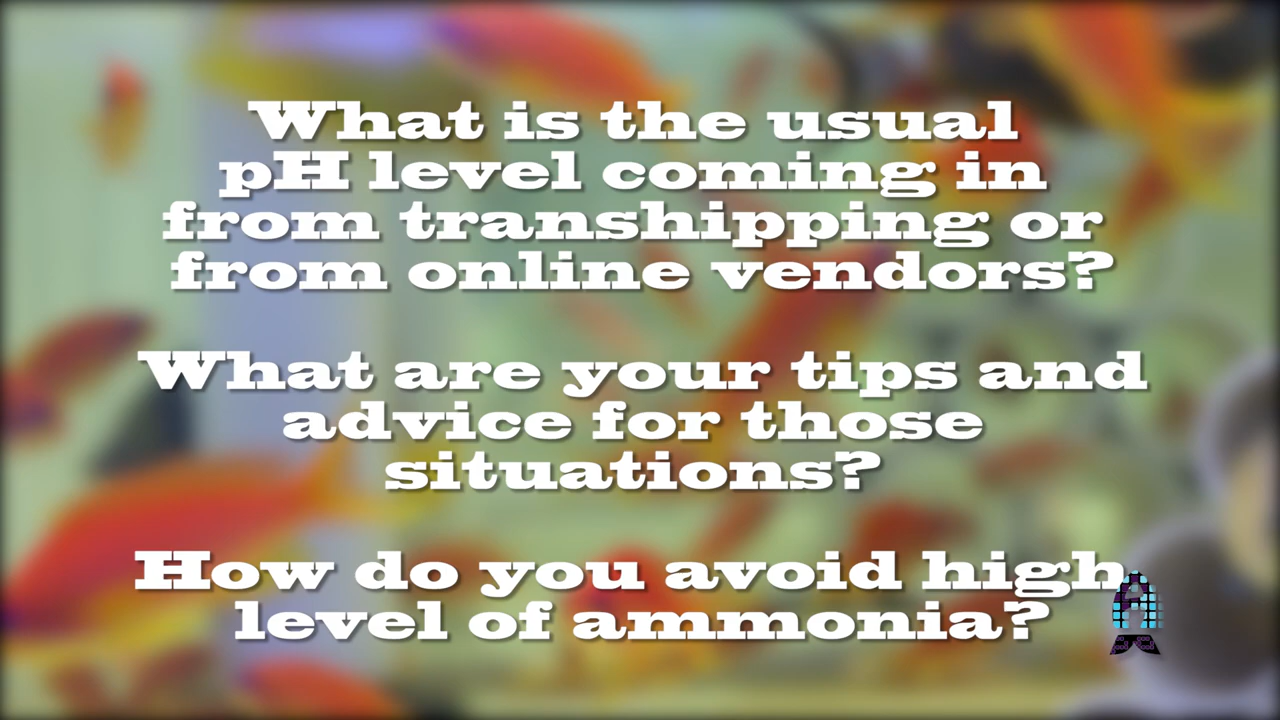 What is the usual
pH level coming in
from transhipping or
from online vendors?
What are your tips and
advice for those
situations?
How do you avoid high
level of ammonia?